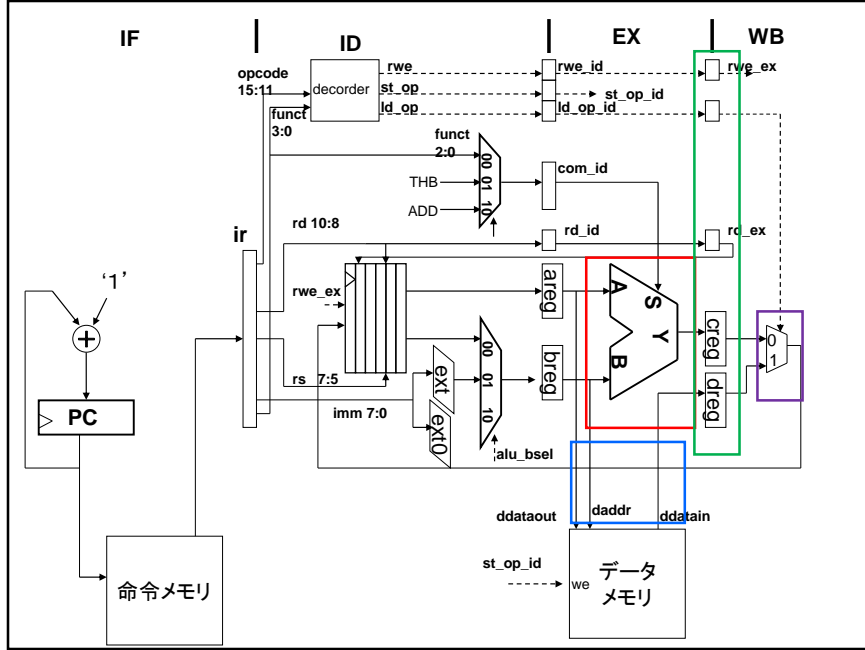 IF
ID
EX
WB
opcode
15:11
funct
3:0
decorder
rwe
st_op
ld_op
rwe_id
st_op_id
ld_op_id
rwe_ex
funct
2:0
THB
ADD
00
01
10
com_id
rd 10:8
rd_id
rd_ex
ir
'1'
+
PC
rwe_ex
rs 7:5
imm 7:0
ext
ext0
00
01
10
alu_bsel
areg
breg
A
B
S
Y
creg
dreg
0
1
ddataout
daddr
ddatain
st_op_id
we
データ
メモリ
命令メモリ